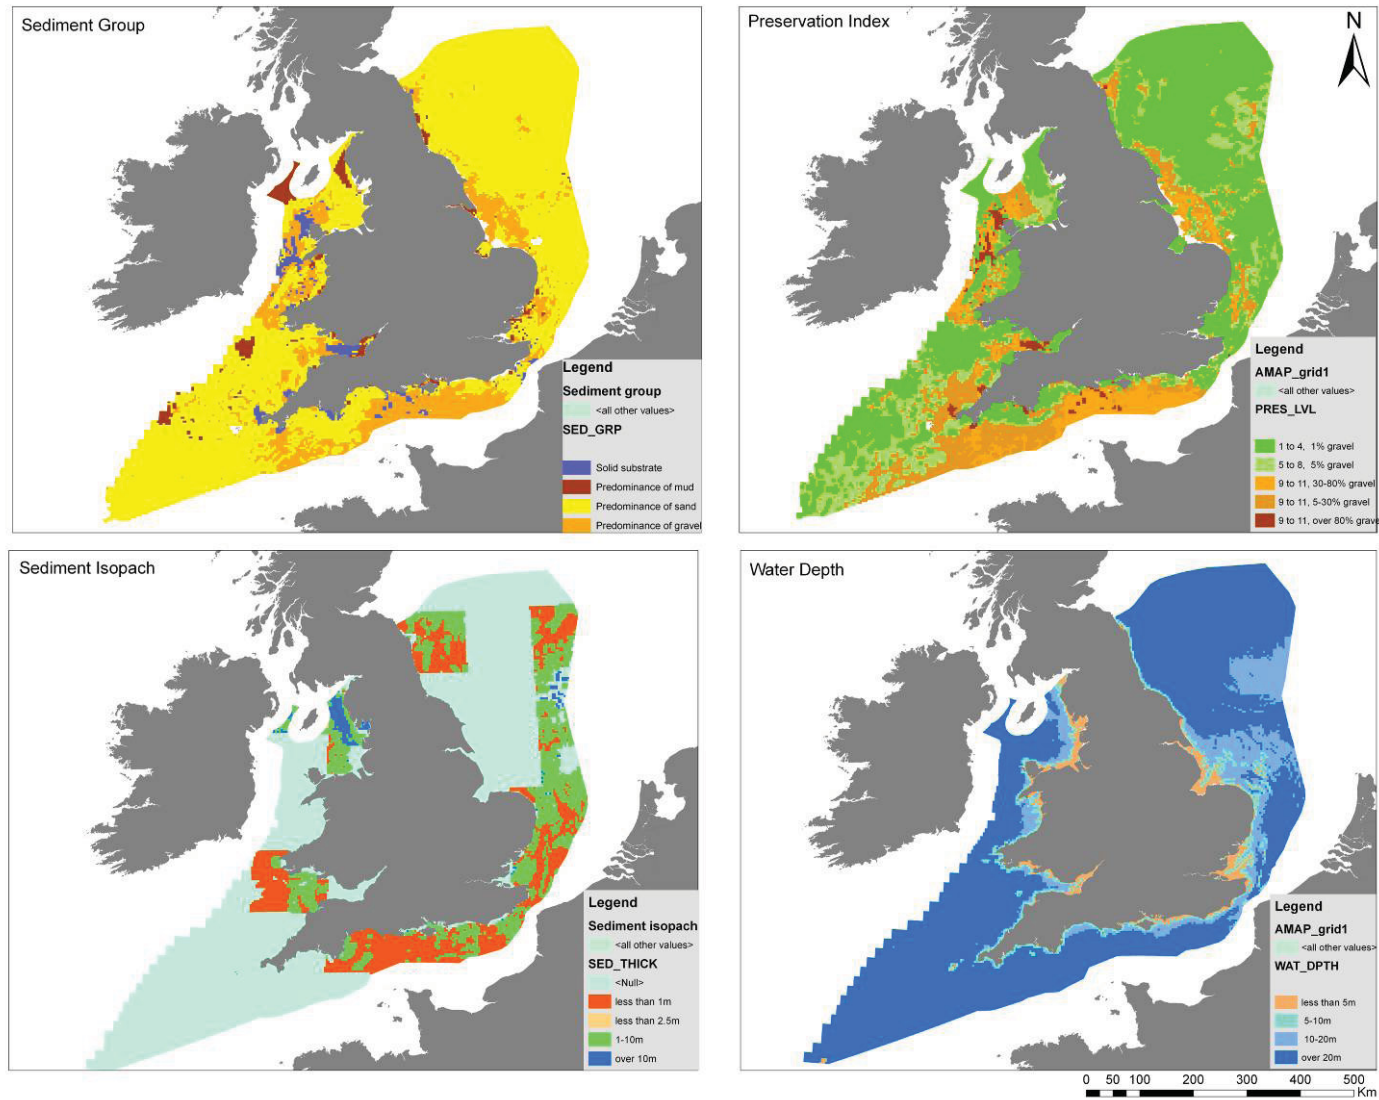 Sediment Group
Legend
Sediment group
<all other values>
SED_GRP
Solid substrate
Predominance of mud
Predominance of sand
Predominance of gravel
Preservation Index
N
Legend
AMAP_grid1
<all other values>
PRES_LVL
1 to 4, 1% gravel
5 to 8, 5% gravel
9 to 11, 30-80% gravel
9 to 11, 5-30% gravel
9 to 11, over 80% grave
Sediment Isopach
Legend
Sediment isopach
<all other values>
SED_THICK
<Null>
less than 1m
less than 2.5m
1-10m
over 10m
Water Depth
Legend
AMAP_grid1
<all other values>
WAT_DPTH
less than 5m
5-10m
10-20m
over 20m
0 50 100 200 300 400 500
Km